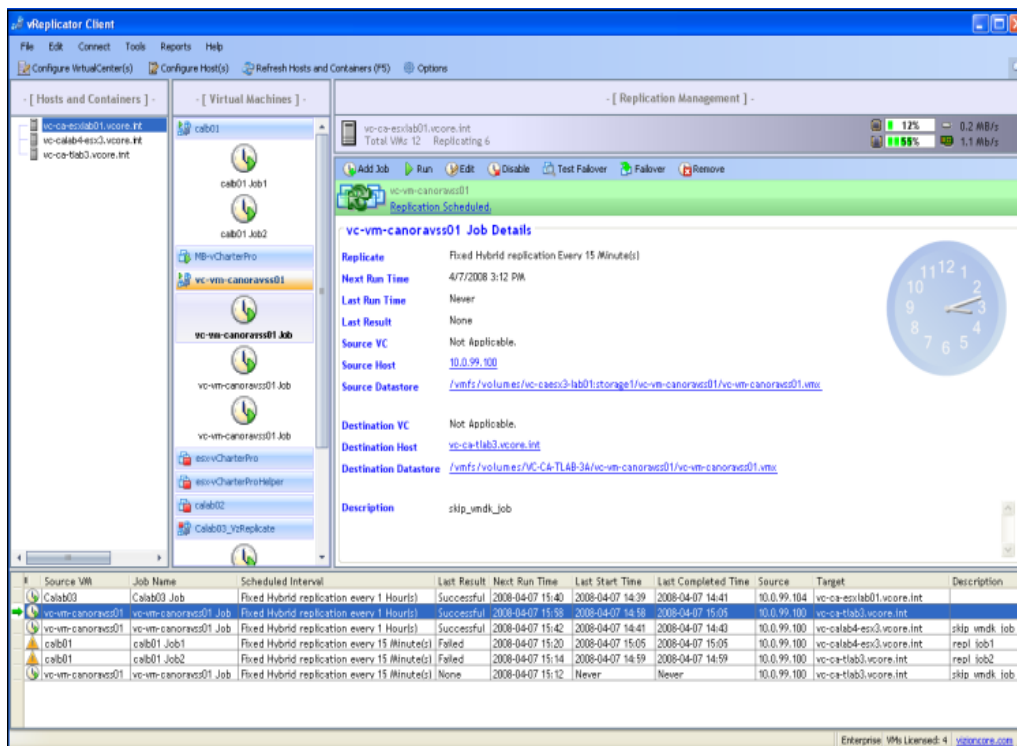 vReplicator Client
File Edit Connect Tools Reports Help
Configure VirtualCenter(s) Configure Host(s) Refresh Hosts and Containers (F5) Options
- [ Hosts and Containers ] -
vc-ca-esxlab01.vcore.int
vc-calab4-esx3.vcore.int
vc-ca-tlab3.vcore.int
- [ Virtual Machines ] -
calb01
calb01 Job1
calb01 Job2
MB-vCharterPro
vc-vm-canoravss01
vc-vm-canoravss01 Job
vc-vm-canoravss01 Job
vc-vm-canoravss01 Job
esx-vCharterPro
esx-vCharterProHelper
calab02
Calab03_VzReplicate
- [ Replication Management ] -
vc-ca-esxlab01.vcore.int
Total VMs 12 Replicating 6
12% 0.2 MB/s
55% 1.1 Mb/s
Add Job Run Edit Disable Test Failover Failover Remove
vc-vm-canoravss01
Replication Scheduled.
vc-vm-canoravss01 Job Details
Replicate Fixed Hybrid replication Every 15 Minute(s)
Next Run Time 4/7/2008 3:12 PM
Last Run Time Never
Last Result None
Source VC Not Applicable.
Source Host 10.0.99.100
Source Datastore /vmfs/volumes/vc-caesx3-lab01:storage1/vc-vm-canoravss01/vc-vm-canoravss01.vmx
Destination VC Not Applicable.
Destination Host vc-ca-tlab3.vcore.int
Destination Datastore /vmfs/volumes/VC-CA-TLAB-3A/vc-vm-canoravss01/vc-vm-canoravss01.vmx
Description skip_vmdk_job
12 1 2 3 4 5 6 7 8 9 10 11
Source VM Job Name Scheduled Interval Last Result Next Run Time Last Start Time Last Completed Time Source Target Description
Calab03 Calab03 Job Fixed Hybrid replication every 1 Hour(s) Successful 2008-04-07 15:40 2008-04-07 14:39 2008-04-07 14:41 10.0.99.104 vc-ca-esxlab01.vcore.int
vc-vm-canoravss01 vc-vm-canoravss01 Job Fixed Hybrid replication every 1 Hour(s) Successful 2008-04-07 15:58 2008-04-07 14:58 2008-04-07 15:05 10.0.99.100 vc-ca-tlab3.vcore.int
vc-vm-canoravss01 vc-vm-canoravss01 Job Fixed Hybrid replication every 1 Hour(s) Successful 2008-04-07 15:42 2008-04-07 14:41 2008-04-07 14:43 10.0.99.100 vc-calab4-esx3.vcore.int skip_vmdk_job
calb01 calb01 Job1 Fixed Hybrid replication every 15 Minute(s) Failed 2008-04-07 15:20 2008-04-07 15:05 2008-04-07 15:05 10.0.99.100 vc-calab4-esx3.vcore.int repl_job1
calb01 calb01 Job2 Fixed Hybrid replication every 15 Minute(s) Failed 2008-04-07 15:14 2008-04-07 14:59 2008-04-07 14:59 10.0.99.100 vc-ca-tlab3.vcore.int repl_job2
vc-vm-canoravss01 vc-vm-canoravss01 Job Fixed Hybrid replication every 15 Minute(s) None 2008-04-07 15:12 Never Never 10.0.99.100 vc-ca-tlab3.vcore.int skip_vmdk_job
Enterprise VMs Licensed: 4 vizioncore.com